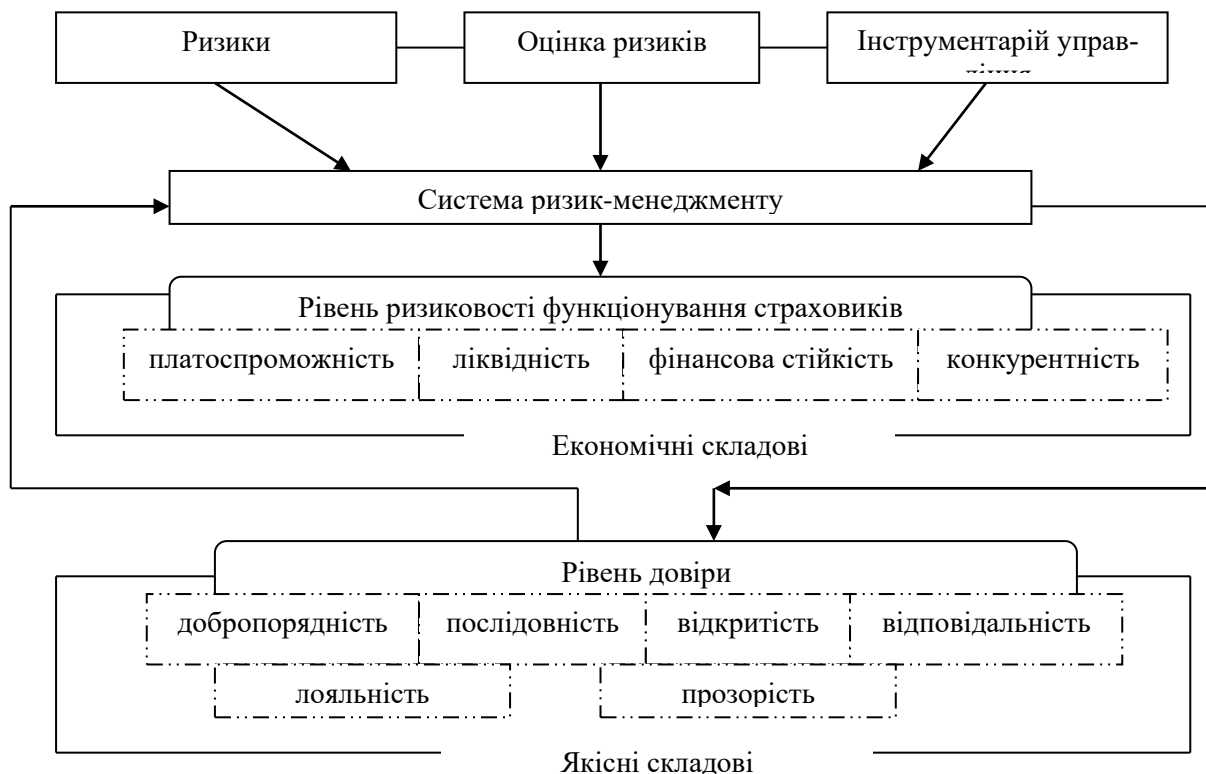 Ризики
Оцінка ризиків
Інструментарій управ-
ління
Система ризик-менеджменту
Рівень ризиковості функціонування страховиків
платоспроможність
ліквідність
фінансова стійкість
конкурентність
Економічні складові
Рівень довіри
добропорядність
послідовність
відкритість
відповідальність
лояльність
прозорість
Якісні складові